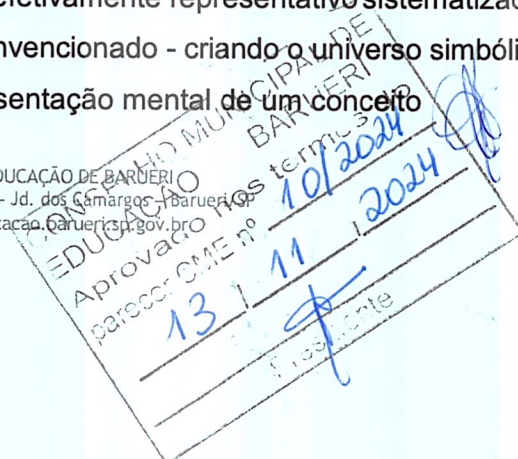 efetivamente representativo sistematizad
nvencionado - criando o universo simbóli
sentação mental de um conceito
DUCAÇÃO DE BARUERI
- Jd. dos Camargos - Barueri/SP
cacao.barueri.sp.gov.br
CONSELHO MUNICIPAL DE
EDUCAÇÃO BARUERI
Aprovado nos termos no
parecer CME nº 10/2024
13 / 11 / 2024
Presidente